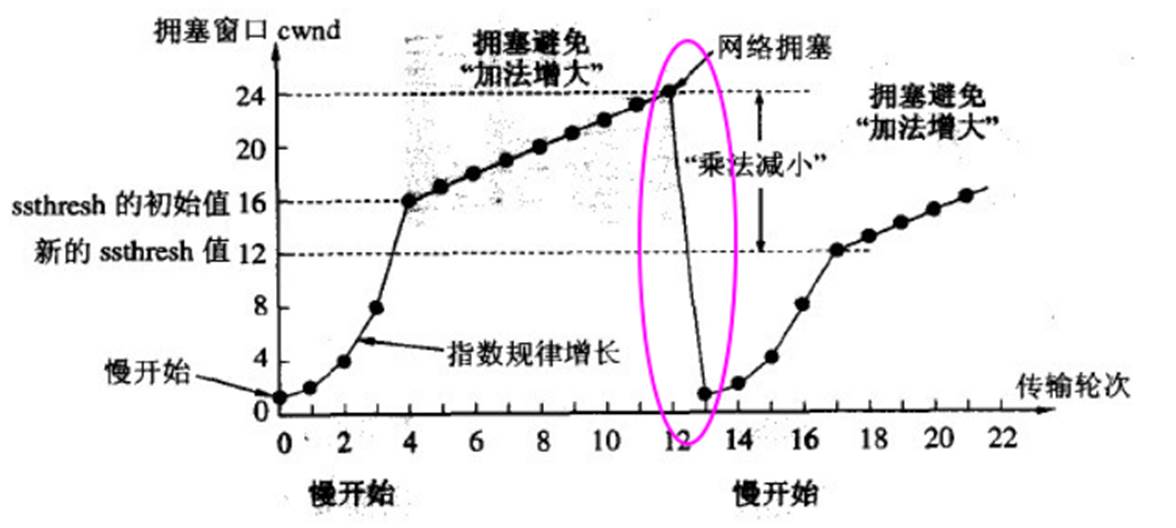 拥塞窗口 cwnd
拥塞避免
“加法增大”
网络拥塞
拥塞避免
“加法增大”
24
20
“乘法减小”
ssthresh 的初始值 16
新的 ssthresh 值 12
8
4
指数规律增长
慢开始
0
传输轮次
0 2 4 6 8 10 12 14 16 18 20 22
慢开始
慢开始